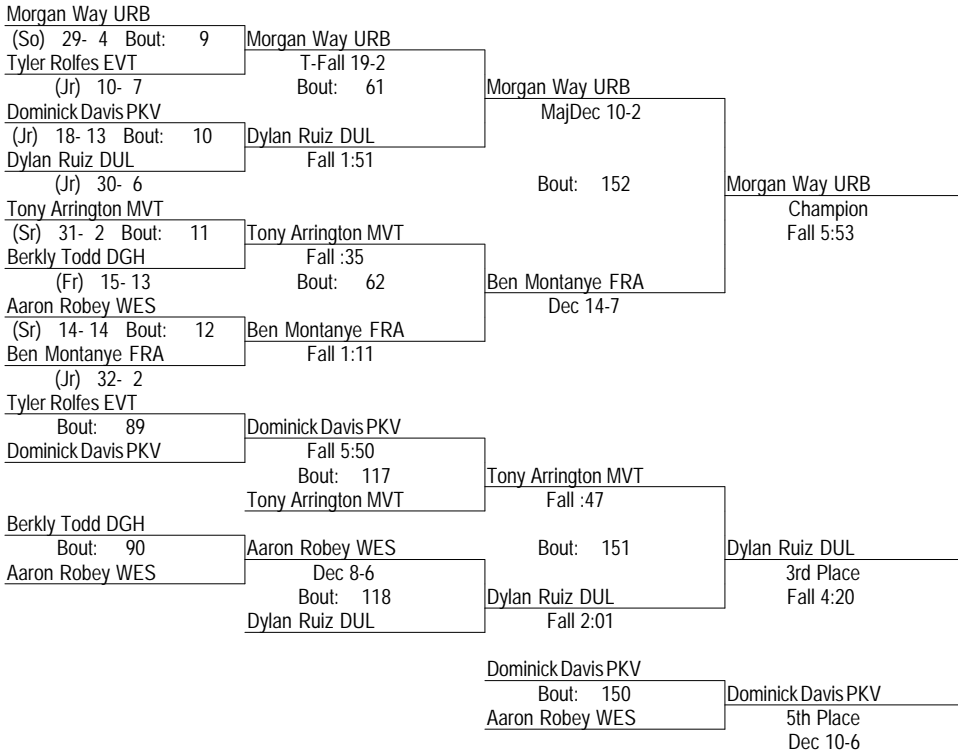 Morgan Way URB
(So) 29- 4 Bout: 9 Morgan Way URB
Tyler Rolfes EVT T-Fall 19-2
(Jr) 10- 7 Bout: 61 Morgan Way URB
Dominick Davis PKV MajDec 10-2
(Jr) 18- 13 Bout: 10 Dylan Ruiz DUL
Dylan Ruiz DUL Fall 1:51
(Jr) 30- 6 Bout: 152 Morgan Way URB
Tony Arrington MVT Champion
(Sr) 31- 2 Bout: 11 Tony Arrington MVT Fall 5:53
Berkly Todd DGH Fall :35
(Fr) 15- 13 Bout: 62 Ben Montanye FRA
Aaron Robey WES Dec 14-7
(Sr) 14- 14 Bout: 12 Ben Montanye FRA
Ben Montanye FRA Fall 1:11
(Jr) 32- 2
Tyler Rolfes EVT
Bout: 89 Dominick Davis PKV
Dominick Davis PKV Fall 5:50
Bout: 117 Tony Arrington MVT
Tony Arrington MVT Fall :47
Berkly Todd DGH
Bout: 90 Aaron Robey WES Bout: 151 Dylan Ruiz DUL
Aaron Robey WES Dec 8-6 3rd Place
Bout: 118 Dylan Ruiz DUL Fall 4:20
Dylan Ruiz DUL Fall 2:01
Dominick Davis PKV
Bout: 150 Dominick Davis PKV
Aaron Robey WES 5th Place
Dec 10-6